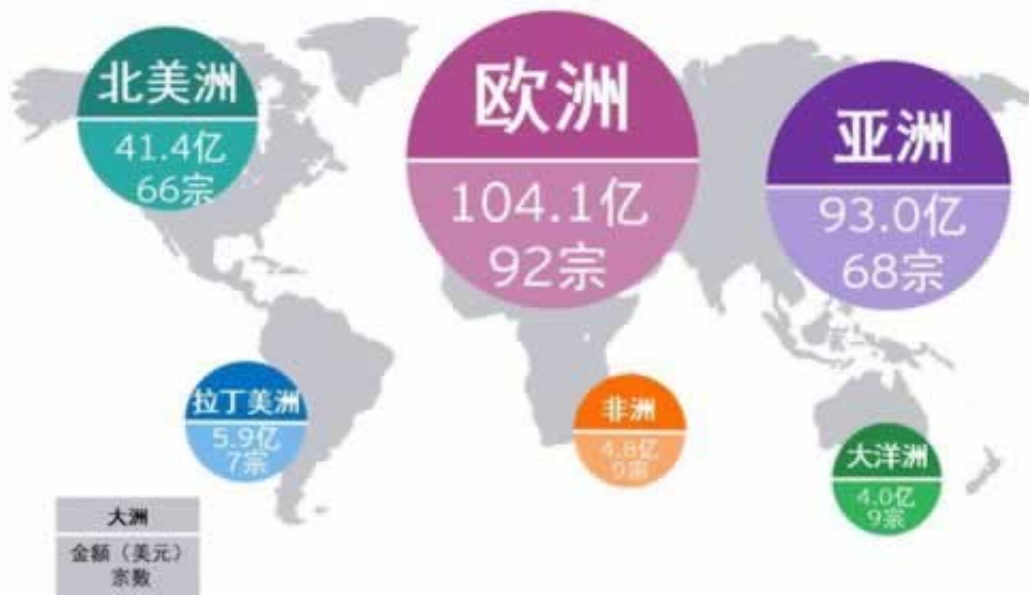 北美洲
41.4亿
66宗
欧洲
104.1亿
92宗
亚洲
93.0亿
68宗
拉丁美洲
5.9亿
7宗
非洲
4.8亿
大洋洲
4.0亿
9宗
大洲
金额（美元）
宗数